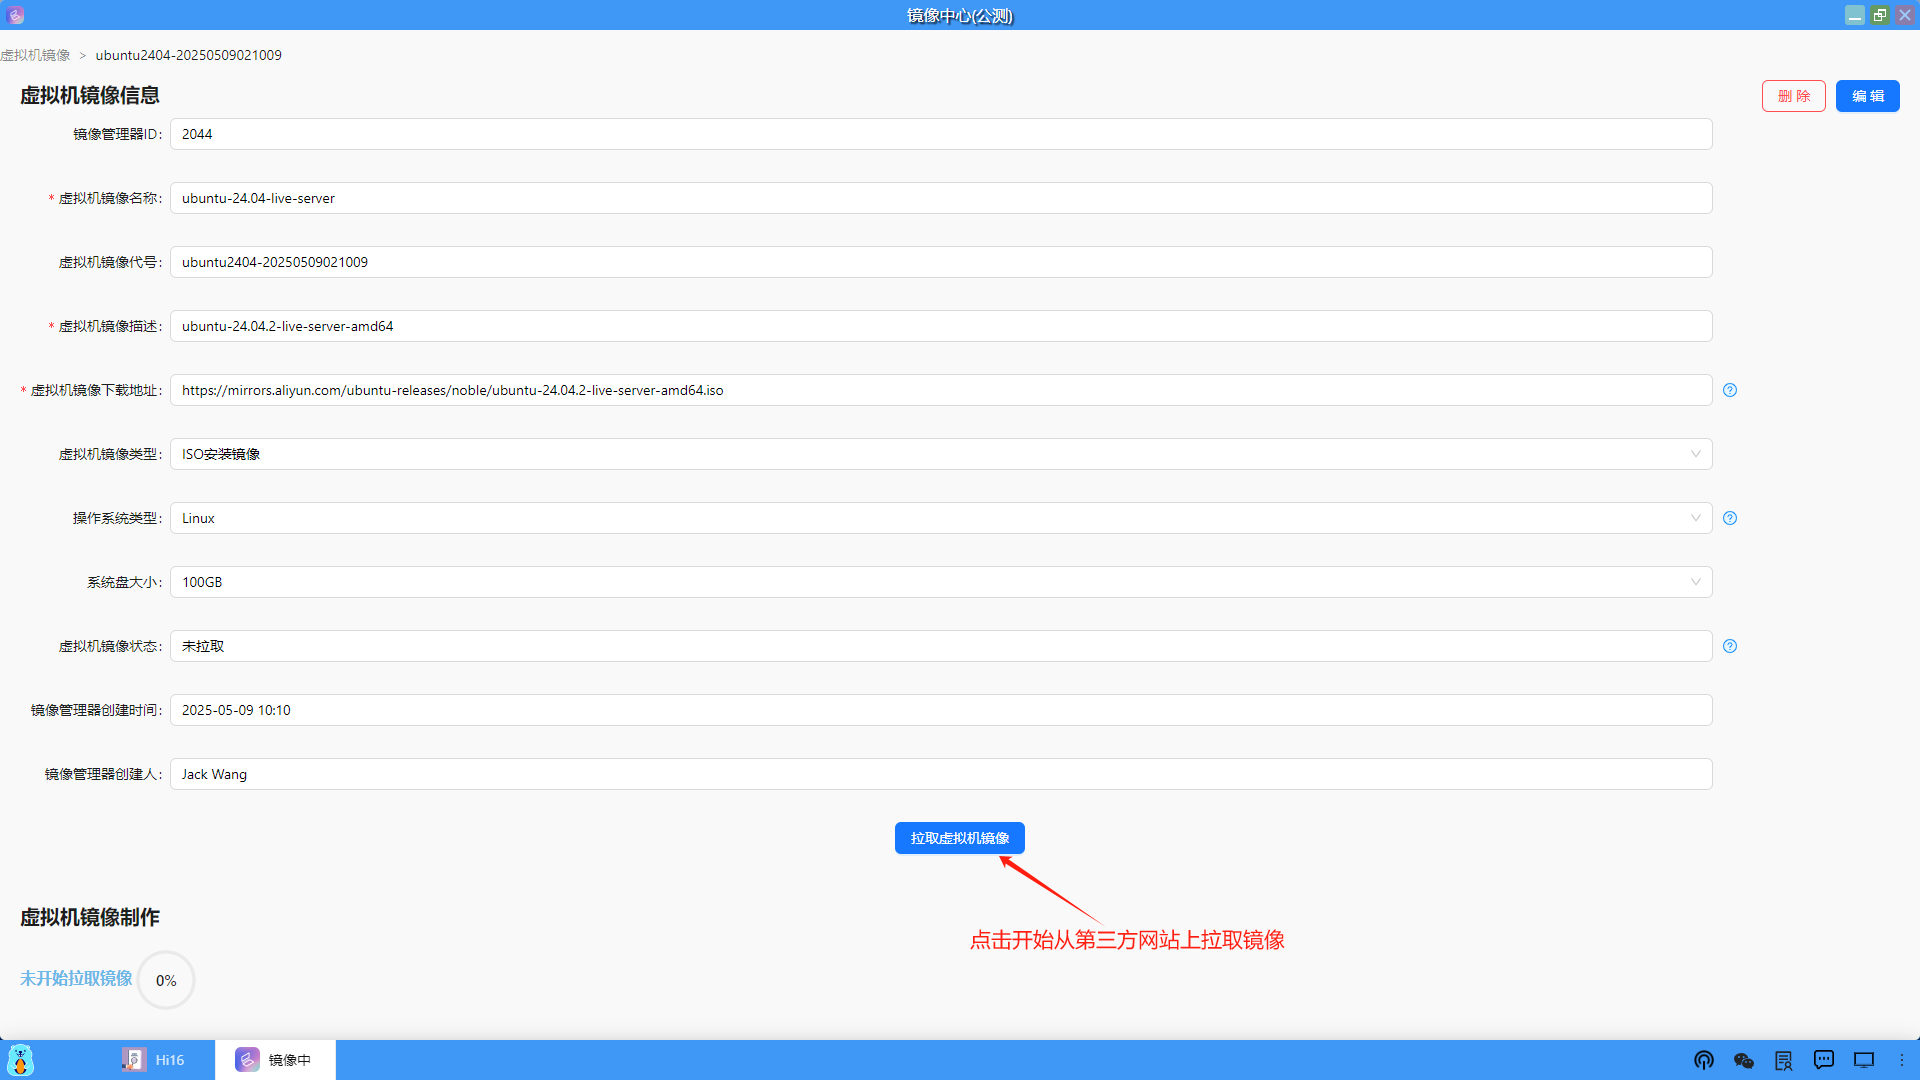 镜像中心(公测)
虚拟机镜像 > ubuntu2404-20250509021009
虚拟机镜像信息
删 除
编 辑
镜像管理器ID: 2044
* 虚拟机镜像名称: ubuntu-24.04-live-server
虚拟机镜像代号: ubuntu2404-20250509021009
* 虚拟机镜像描述: ubuntu-24.04.2-live-server-amd64
* 虚拟机镜像下载地址: https://mirrors.aliyun.com/ubuntu-releases/noble/ubuntu-24.04.2-live-server-amd64.iso
虚拟机镜像类型: ISO安装镜像
操作系统类型: Linux
系统盘大小: 100GB
虚拟机镜像状态: 未拉取
镜像管理器创建时间: 2025-05-09 10:10
镜像管理器创建人: Jack Wang
拉取虚拟机镜像
点击开始从第三方网站上拉取镜像
虚拟机镜像制作
未开始拉取镜像 0%
Hi16
镜像中